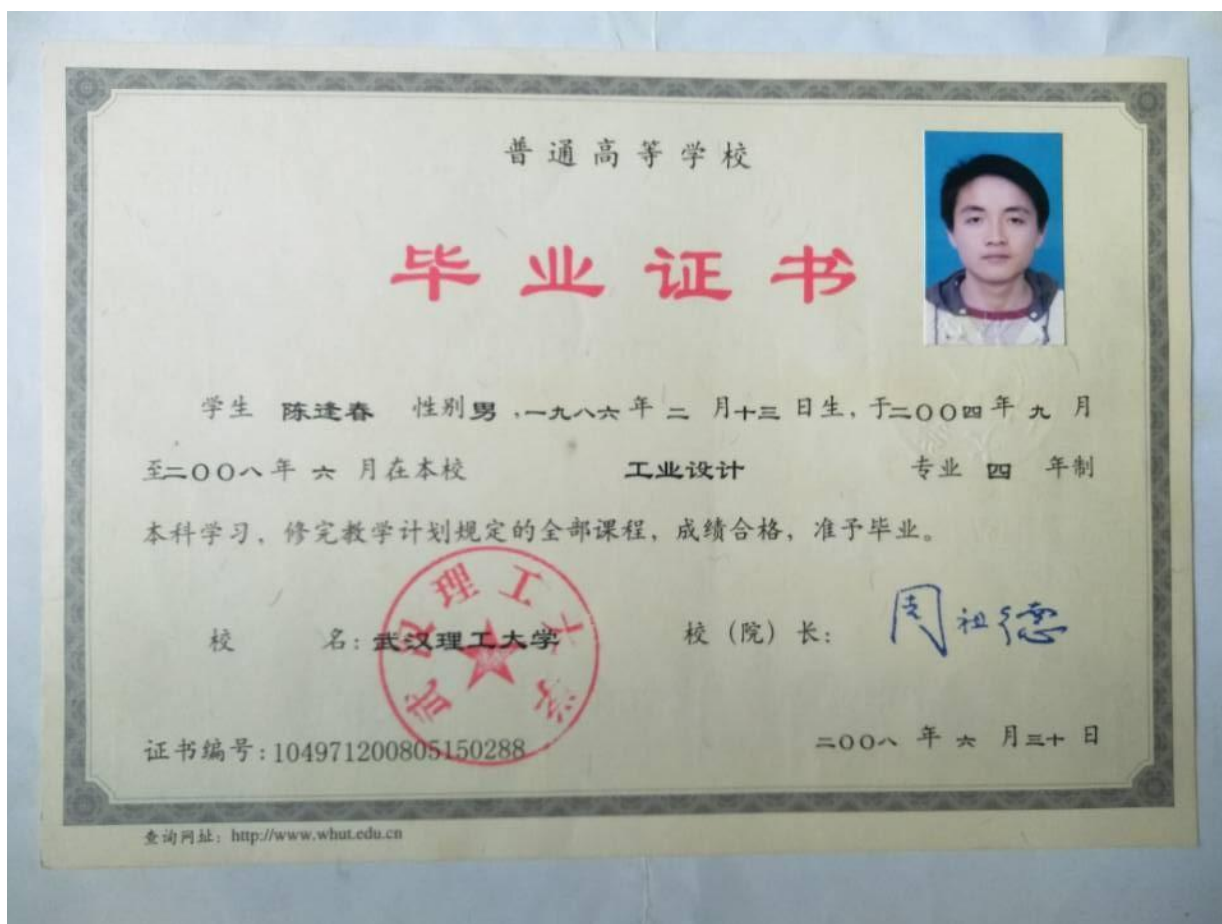 普通高等学校
毕业证书
学生 陈逢春 性别男,一九八六年 二 月十三 日生,于二〇〇四年 九 月
至二〇〇八年 六 月在本校 工业设计 专业 四 年制
本科学习,修完教学计划规定的全部课程,成绩合格,准予毕业。
武汉理工大学
校 名:武汉理工大学 校(院)长: 周祖德
证书编号:104971200805150288 二〇〇八 年 六 月三十 日
查询网址:http://www.whut.edu.cn